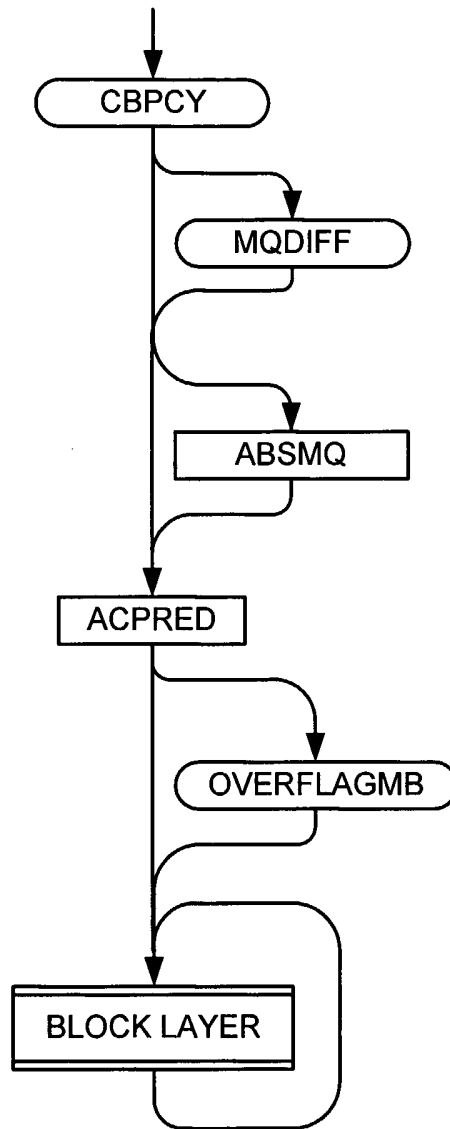 CBPCY
MQDIFF
ABSMQ
ACPRED
OVERFLAGMB
BLOCK LAYER